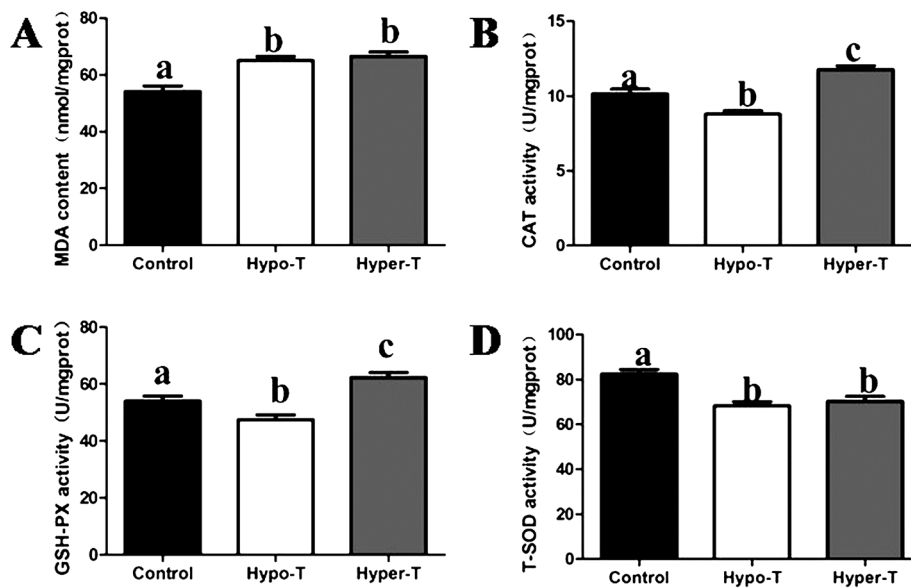 A
MDA content (nmol/mgprot)
80
60
40
20
0
a
b
b
Control
Hypo-T
Hyper-T
B
CAT activity (U/mgprot)
15
10
5
0
a
b
c
Control
Hypo-T
Hyper-T
C
GSH-PX activity (U/mgprot)
80
60
40
20
0
a
b
c
Control
Hypo-T
Hyper-T
D
T-SOD activity (U/mgprot)
100
80
60
40
20
0
a
b
b
Control
Hypo-T
Hyper-T